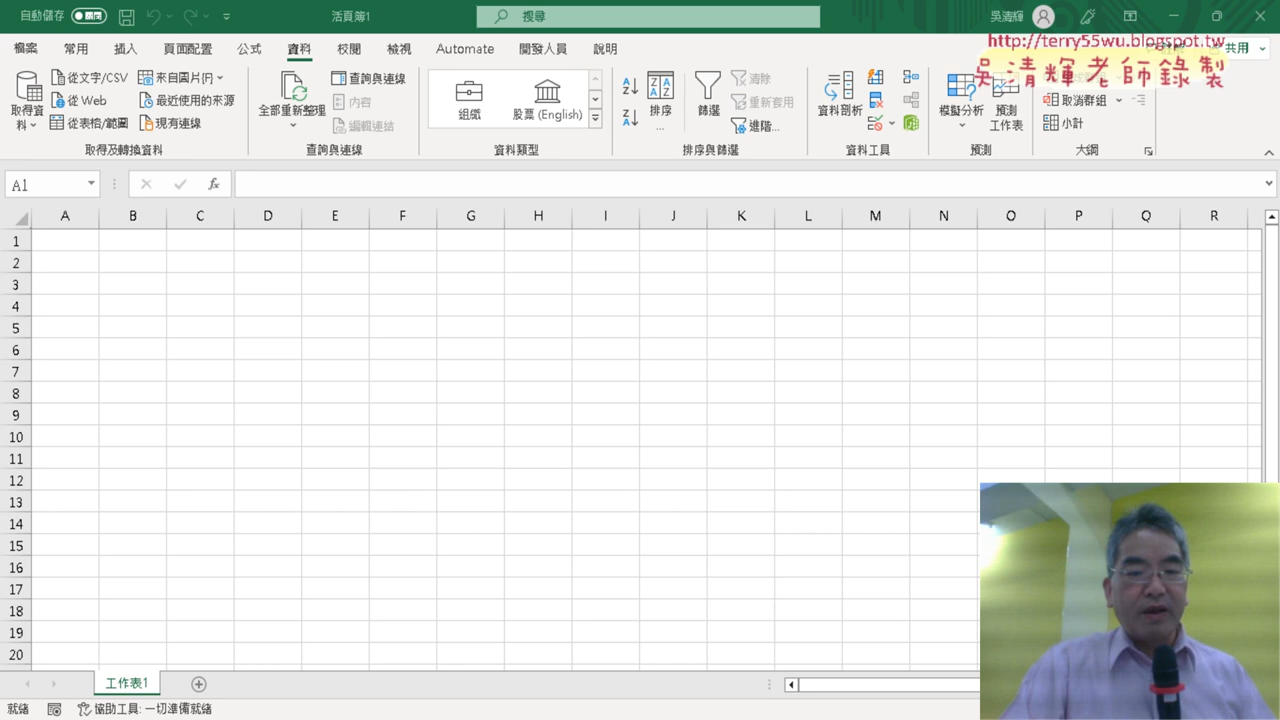 自動儲存 關閉 活頁簿1 搜尋 吳清輝
檔案 常用 插入 頁面配置 公式 資料 校閱 檢視 Automate 開發人員 說明 共用
http://terry55wu.blogspot.tw
吳清輝老師錄製
取得資料 從文字/CSV 來自圖片(F)
從 Web 最近使用的來源
從表格/範圍 現有連線
取得及轉換資料
全部重新整理 查詢與連線
內容
編輯連結
查詢與連線
組織 股票 (English)
資料類型
排序... 篩選 清除
重新套用
進階...
排序與篩選
資料剖析
資料工具
模擬分析 預測工作表
預測
取消群組
小計
大綱
A1 fx
A B C D E F G H I J K L M N O P Q R
1
2
3
4
5
6
7
8
9
10
11
12
13
14
15
16
17
18
19
20
工作表1
就緒 協助工具: 一切準備就緒